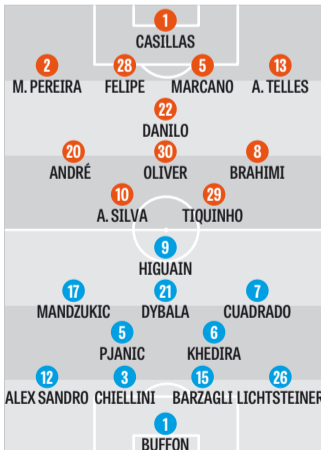 1
CASILLAS
2 28 5 13
M. PEREIRA FELIPE MARCANO A. TELLES
22
DANILO
20 30 8
ANDRÉ OLIVER BRAHIMI
10 29
A. SILVA TIQUINHO
9
HIGUAIN
17 21 7
MANDZUKIC DYBALA CUADRADO
5 6
PJANIC KHEDIRA
12 3 15 26
ALEX SANDRO CHIELLINI BARZAGLI LICHTSTEINER
1
BUFFON